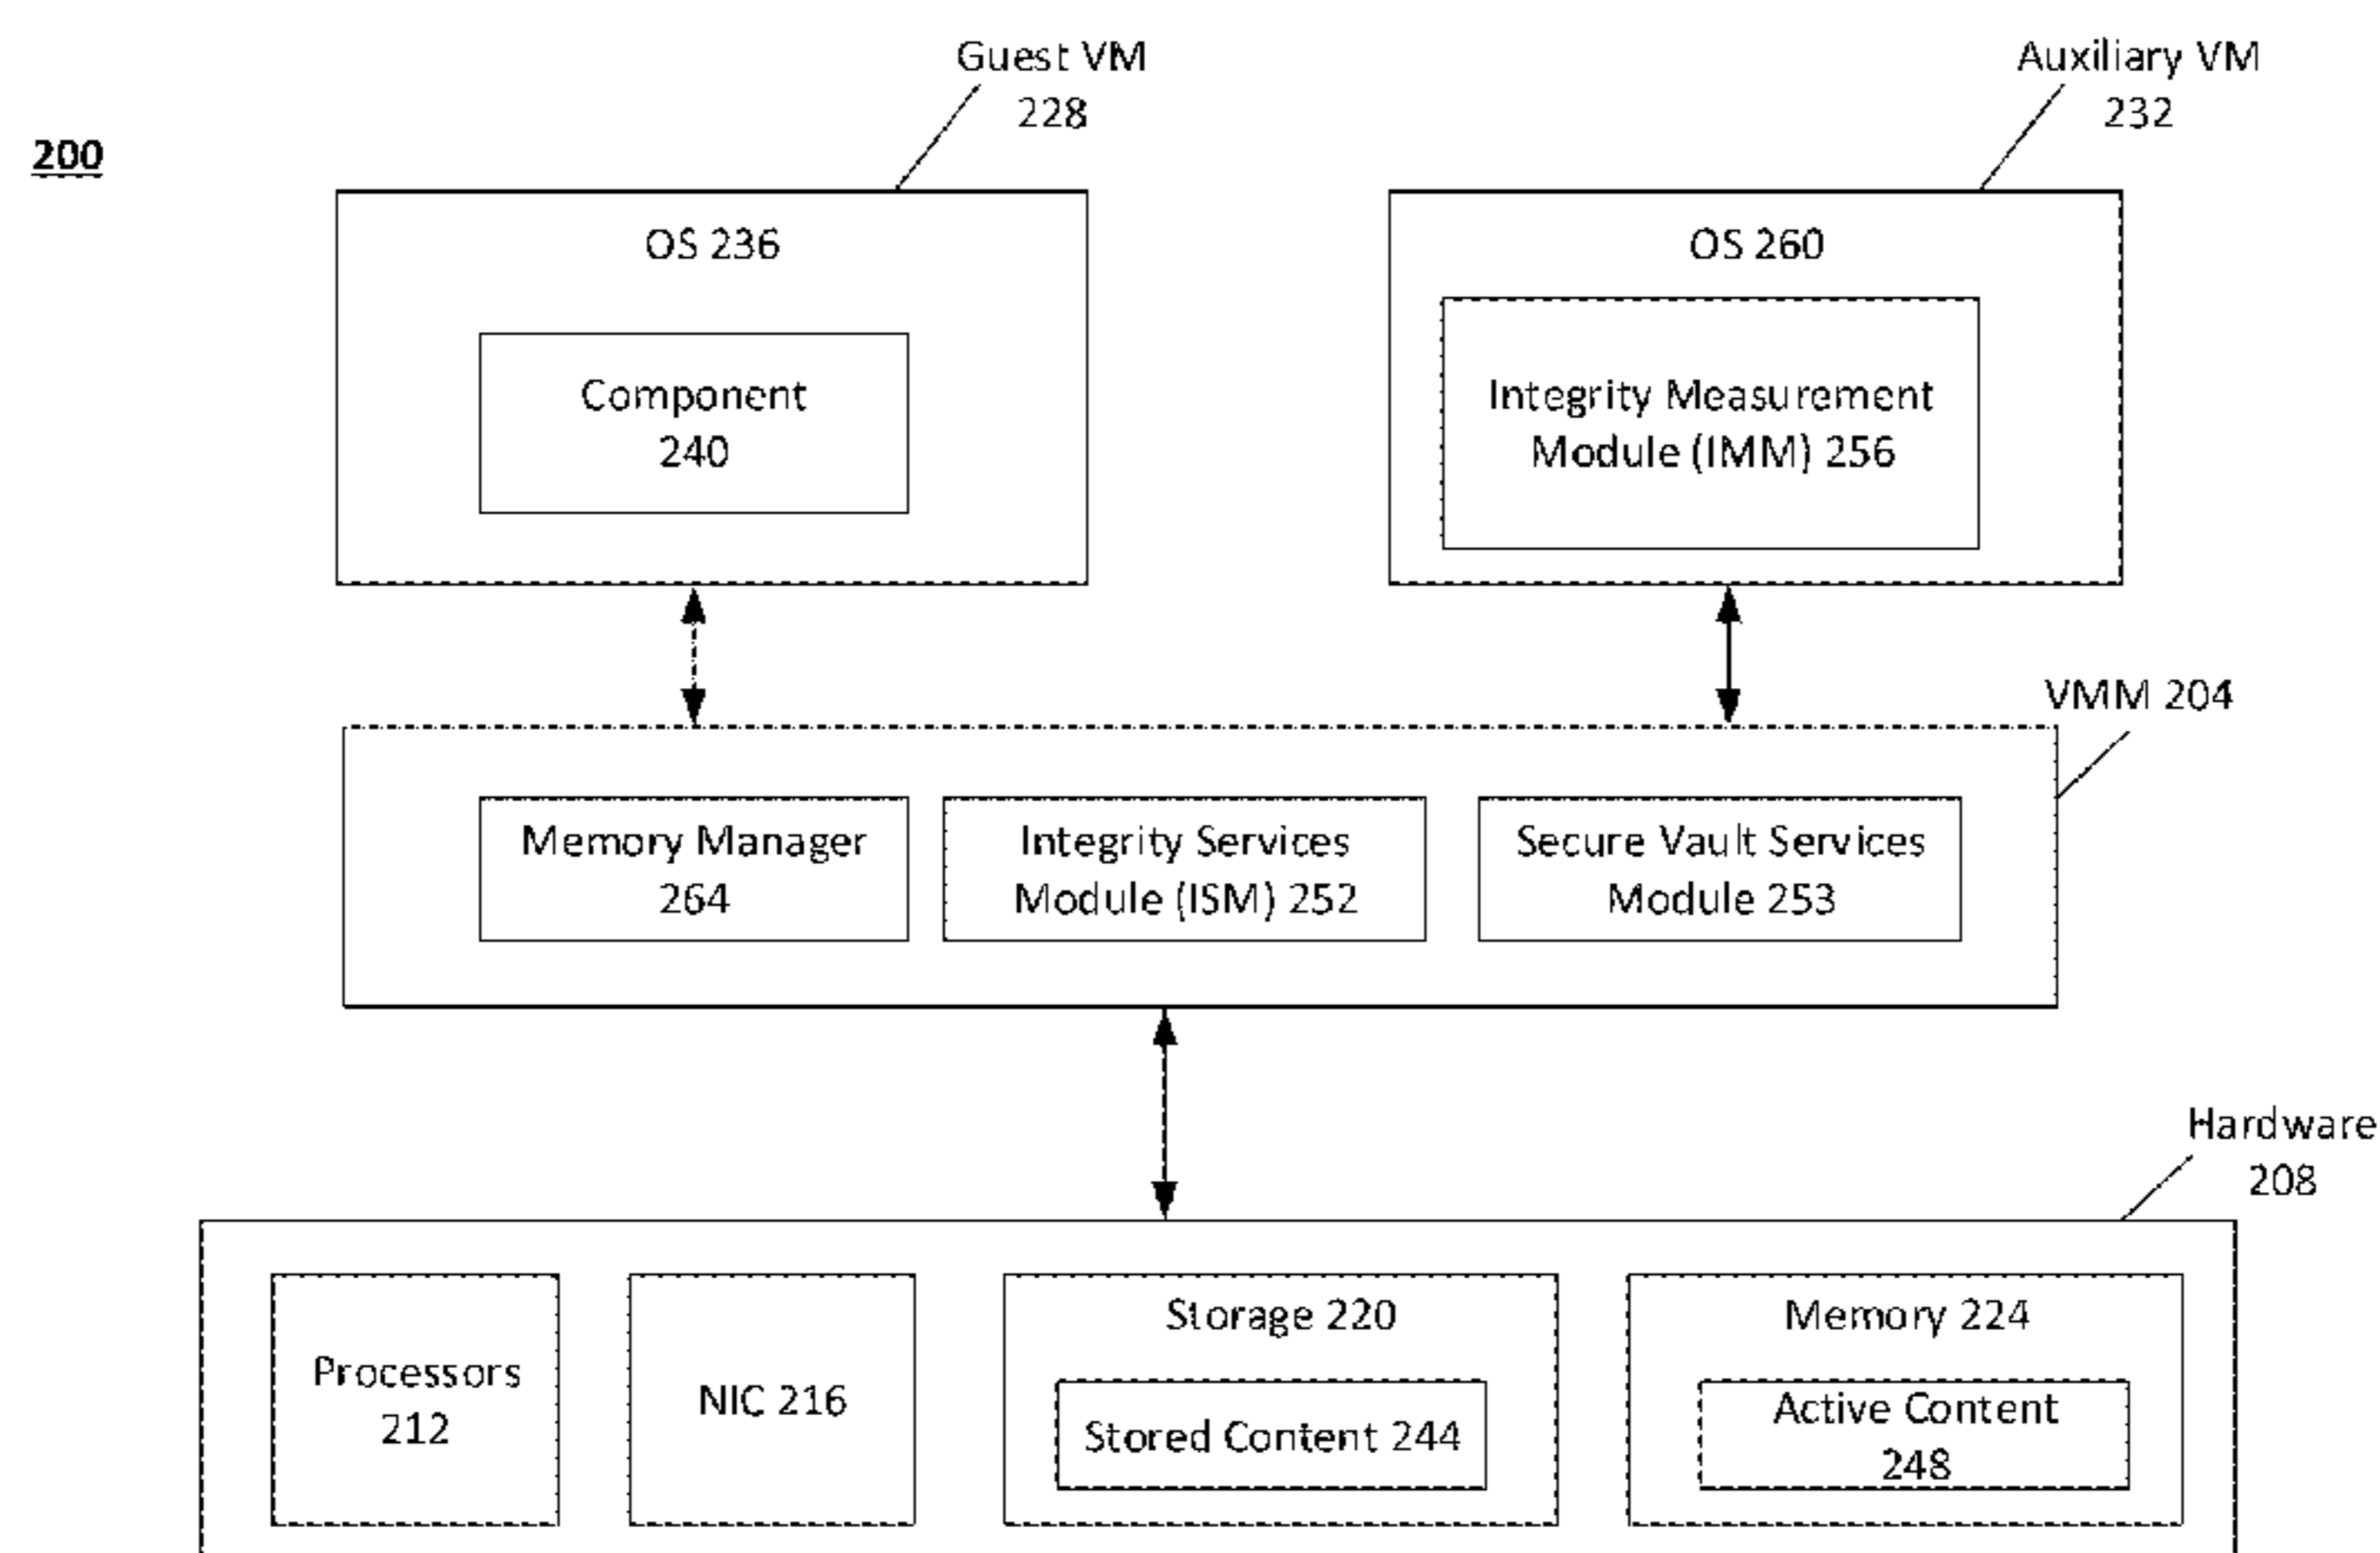 Guest VM
228
Auxiliary VM
232
200
OS 236
OS 260
Component
240
Integrity Measurement
Module (IMM) 256
VMM 204
Memory Manager
264
Integrity Services
Module (ISM) 252
Secure Vault Services
Module 253
Hardware
208
Processors
212
NIC 216
Storage 220
Stored Content 244
Memory 224
Active Content
248